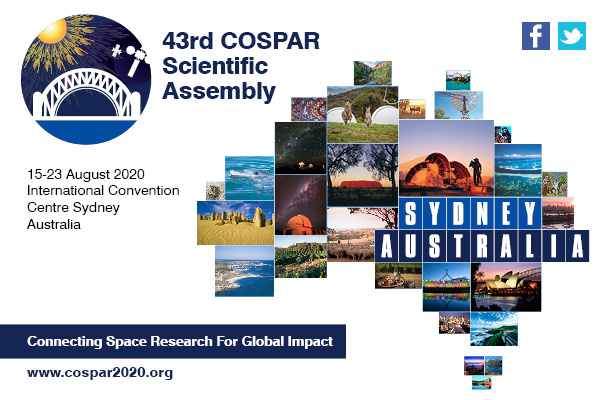 43rd COSPAR
Scientific
Assembly
15-23 August 2020
International Convention
Centre Sydney
Australia
SYDNEY
AUSTRALIA
Connecting Space Research For Global Impact
www.cospar2020.org